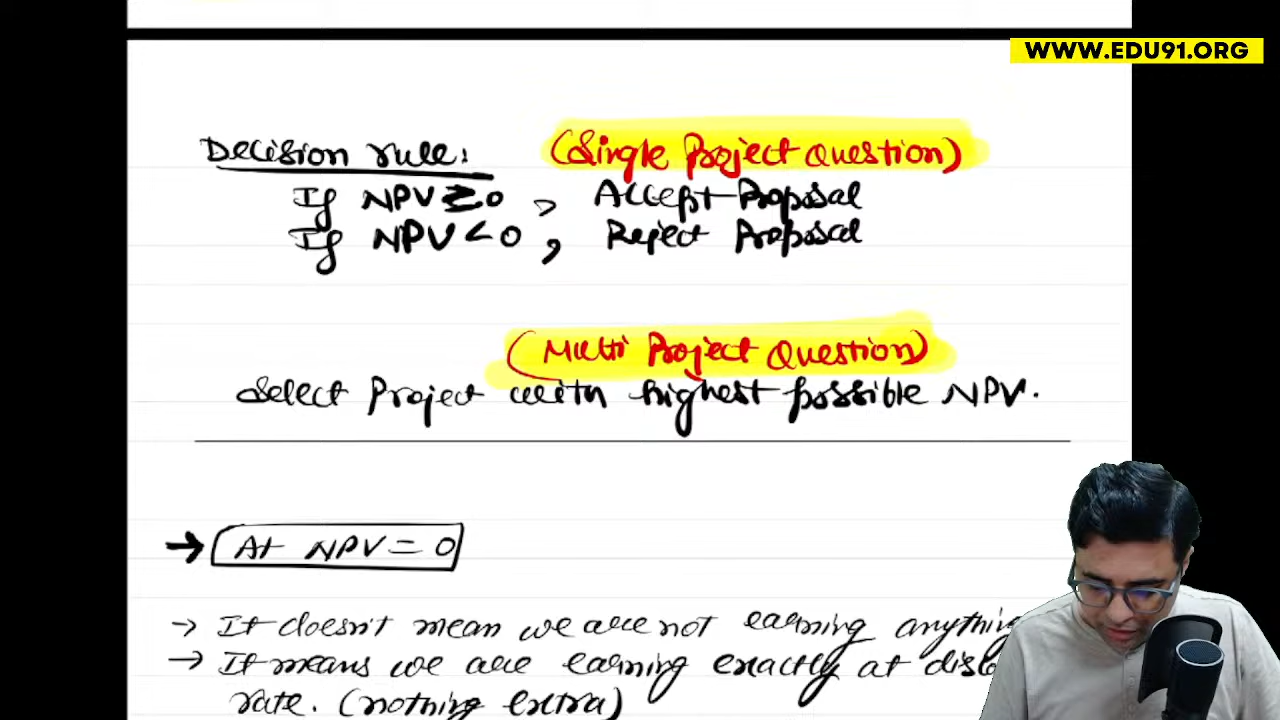 WWW.EDU91.ORG
Decision rule: (Single Project Question)
If NPV ≥ 0, Accept Proposal
If NPV < 0, Reject Proposal
(Multi Project Question)
Select Project with highest possible NPV.
→ At NPV = 0
→ It doesn't mean we are not earning anything
→ It means we are earning exactly at
rate. (nothing extra)